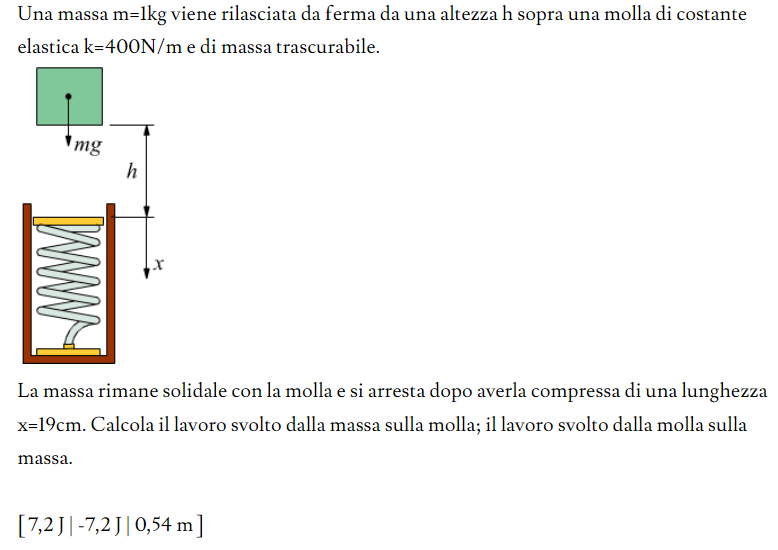 Una massa m=1kg viene rilasciata da ferma da una altezza h sopra una molla di costante
elastica k=400N/m e di massa trascurabile.
mg
h
x
La massa rimane solidale con la molla e si arresta dopo averla compressa di una lunghezza
x=19cm. Calcola il lavoro svolto dalla massa sulla molla; il lavoro svolto dalla molla sulla
massa.
[7,2 J | -7,2 J | 0,54 m]